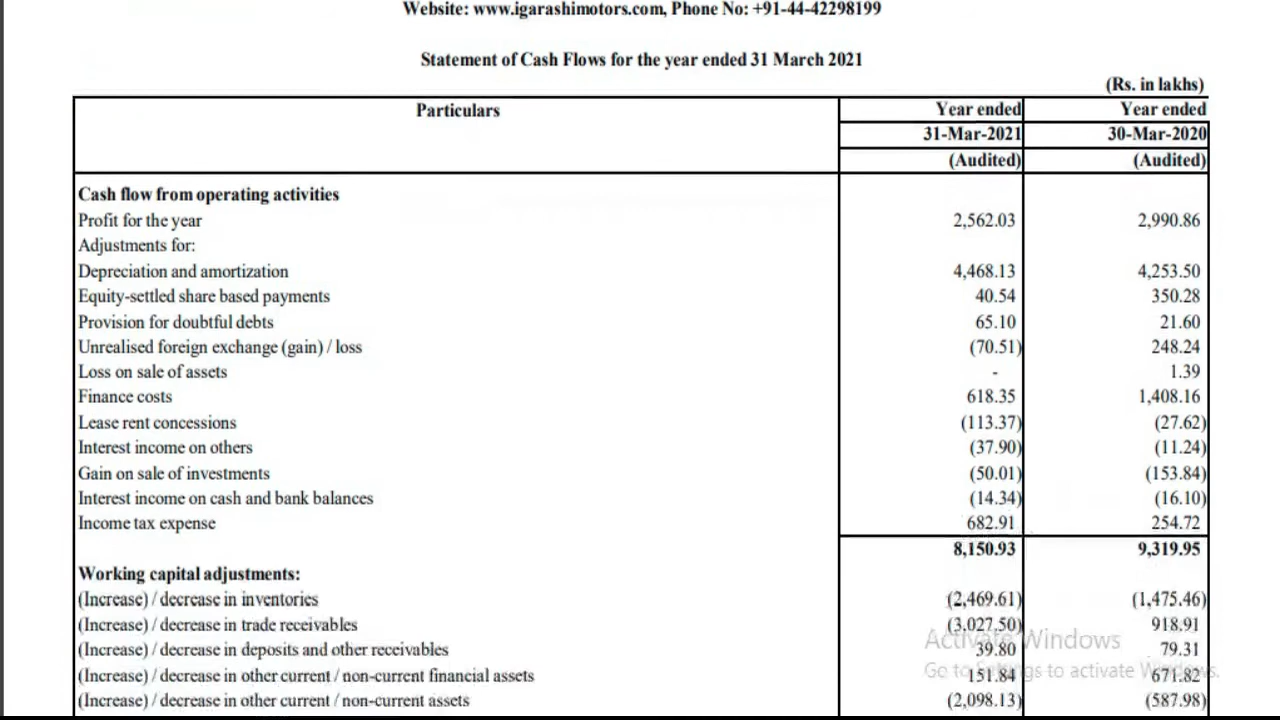 Website: www.igarashimotors.com, Phone No: +91-44-42298199
Statement of Cash Flows for the year ended 31 March 2021
(Rs. in lakhs)
Particulars Year ended Year ended
31-Mar-2021 30-Mar-2020
(Audited) (Audited)
Cash flow from operating activities
Profit for the year 2,562.03 2,990.86
Adjustments for:
Depreciation and amortization 4,468.13 4,253.50
Equity-settled share based payments 40.54 350.28
Provision for doubtful debts 65.10 21.60
Unrealised foreign exchange (gain) / loss (70.51) 248.24
Loss on sale of assets - 1.39
Finance costs 618.35 1,408.16
Lease rent concessions (113.37) (27.62)
Interest income on others (37.90) (11.24)
Gain on sale of investments (50.01) (153.84)
Interest income on cash and bank balances (14.34) (16.10)
Income tax expense 682.91 254.72
8,150.93 9,319.95
Working capital adjustments:
(Increase) / decrease in inventories (2,469.61) (1,475.46)
(Increase) / decrease in trade receivables (3,027.50) 918.91
Activate Windows
(Increase) / decrease in deposits and other receivables 39.80 79.31
Go to Settings to activate Windows.
(Increase) / decrease in other current / non-current financial assets 151.84 671.82
(Increase) / decrease in other current / non-current assets (2,098.13) (587.98)